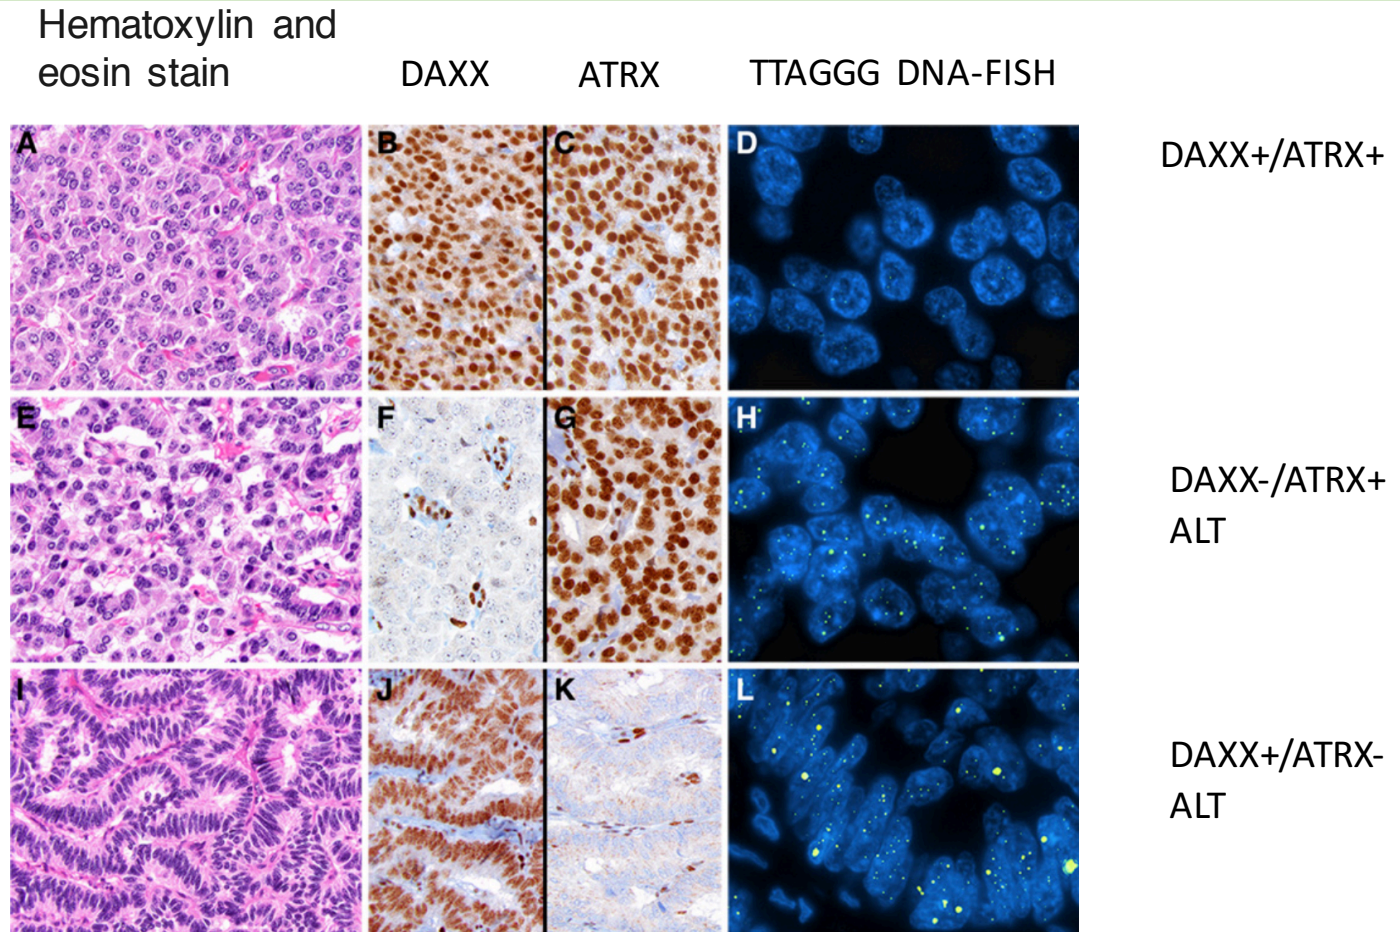 Hematoxylin and
eosin stain
DAXX
ATRX
TTAGGG DNA-FISH
A
B
C
D
DAXX+/ATRX+
E
F
G
H
DAXX-/ATRX+
ALT
I
J
K
L
DAXX+/ATRX-
ALT